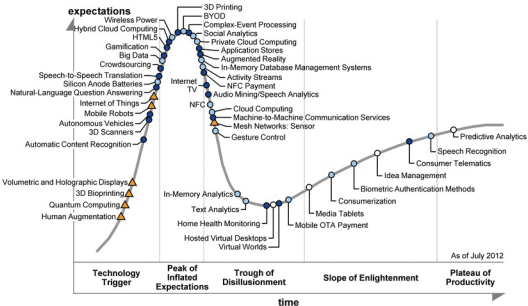 expectations
3D Printing
BYOD
Wireless Power
Complex-Event Processing
Hybrid Cloud Computing
Social Analytics
HTML5
Private Cloud Computing
Gamification
Application Stores
Big Data
Augmented Reality
Crowdsourcing
In-Memory Database Management Systems
Speech-to-Speech Translation
Activity Streams
Silicon Anode Batteries
Internet
TV
NFC Payment
Natural-Language Question Answering
Audio Mining/Speech Analytics
Internet of Things
NFC
Cloud Computing
Mobile Robots
Machine-to-Machine Communication Services
Autonomous Vehicles
Mesh Networks: Sensor
3D Scanners
Gesture Control
Automatic Content Recognition
Predictive Analytics
Speech Recognition
Consumer Telematics
Idea Management
Volumetric and Holographic Displays
Biometric Authentication Methods
3D Bioprinting
In-Memory Analytics
Consumerization
Quantum Computing
Text Analytics
Media Tablets
Human Augmentation
Home Health Monitoring
Mobile OTA Payment
Hosted Virtual Desktops
Virtual Worlds
As of July 2012
Technology
Trigger
Peak of
Inflated
Expectations
Trough of
Disillusionment
Slope of Enlightenment
Plateau of
Productivity
time